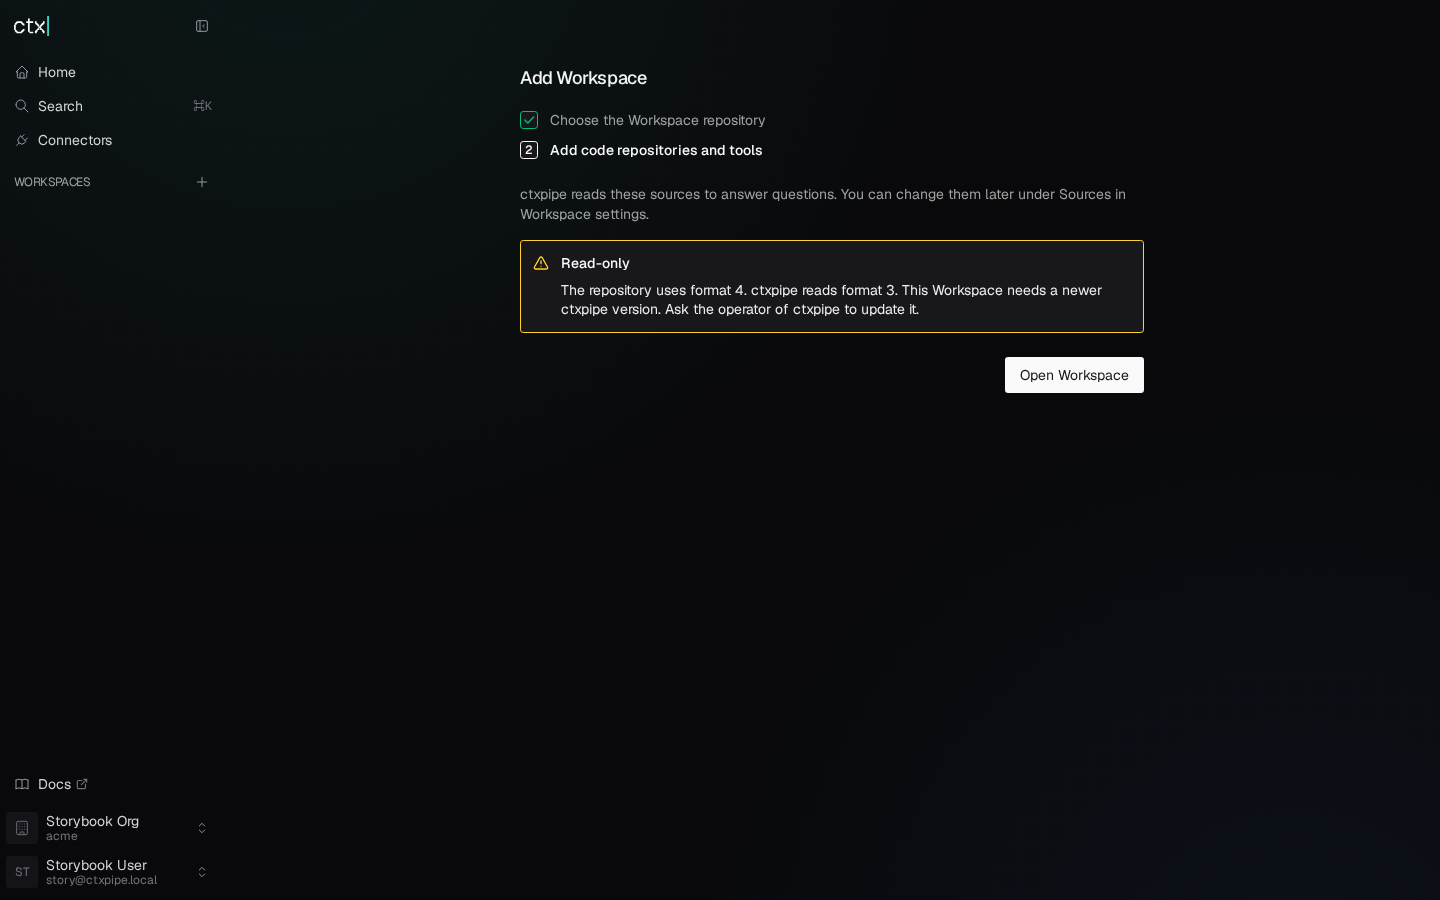 ctx
Home
Search ⌘K
Connectors
WORKSPACES
Add Workspace
Choose the Workspace repository
2 Add code repositories and tools
ctxpipe reads these sources to answer questions. You can change them later under Sources in
Workspace settings.
Read-only
The repository uses format 4. ctxpipe reads format 3. This Workspace needs a newer
ctxpipe version. Ask the operator of ctxpipe to update it.
Open Workspace
Docs
Storybook Org
acme
ST
Storybook User
story@ctxpipe.local